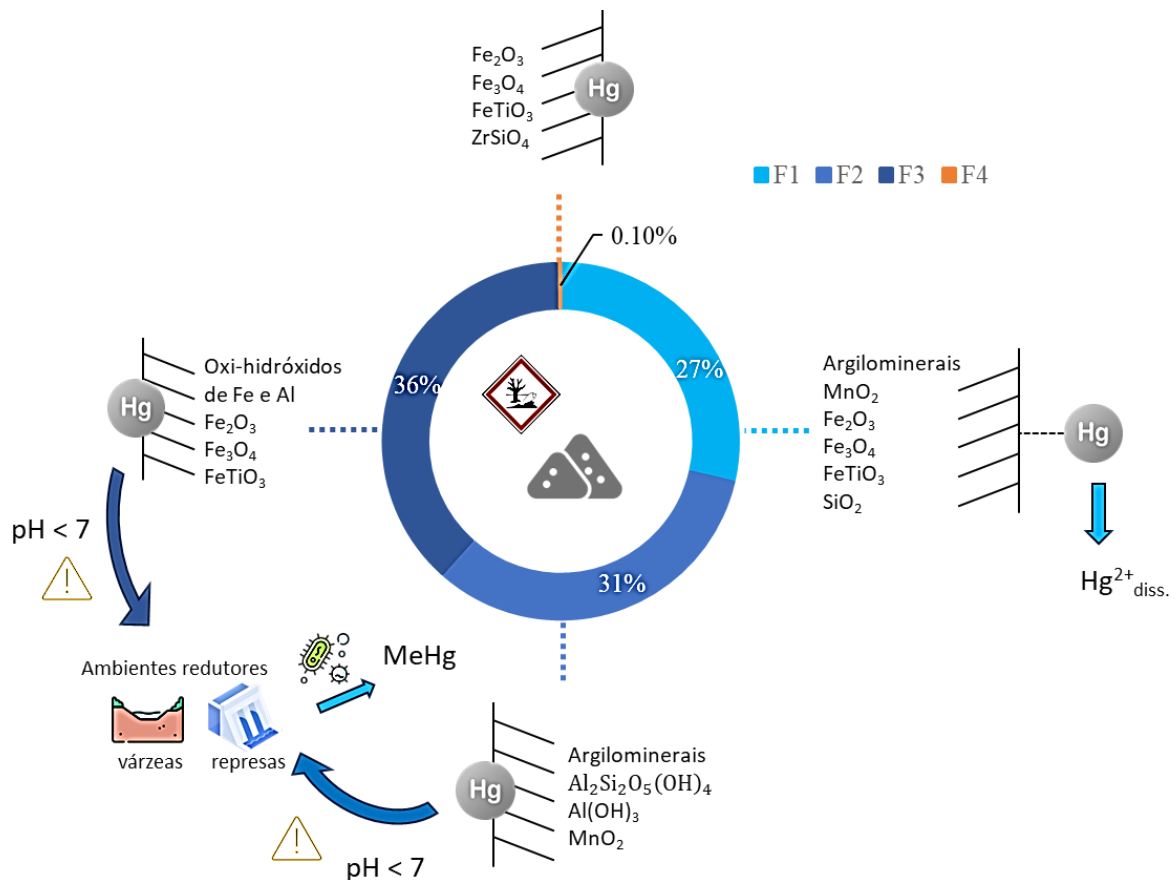 Fe₂O₃
Fe₃O₄
FeTiO₃
ZrSiO₄
Hg
F1 F2 F3 F4
0.10%
27%
36%
31%
Oxi-hidróxidos
de Fe e Al
Fe₂O₃
Fe₃O₄
FeTiO₃
Hg
pH < 7
Argilominerais
MnO₂
Fe₂O₃
Fe₃O₄
FeTiO₃
SiO₂
Hg
Hg²⁺diss.
Ambientes redutores
várzeas represas
MeHg
Argilominerais
Al₂Si₂O₅(OH)₄
Al(OH)₃
MnO₂
Hg
pH < 7